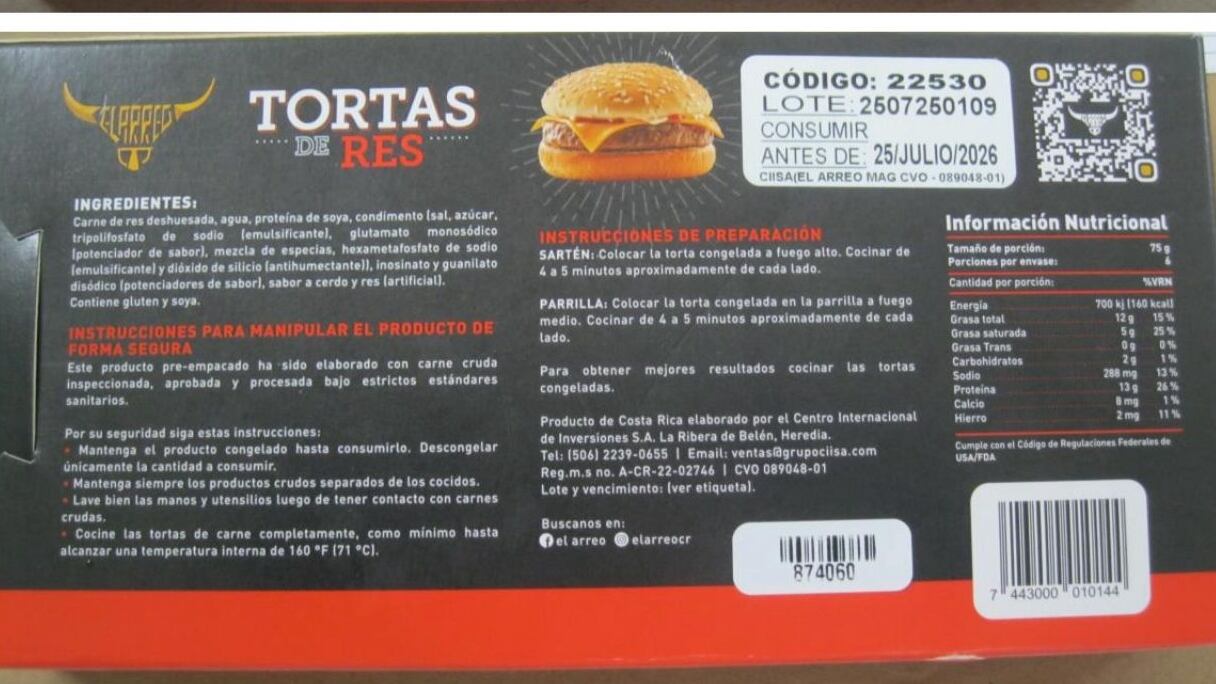 EL ARREO
TORTAS
DE RES
CÓDIGO: 22530
LOTE: 2507250109
CONSUMIR
ANTES DE: 25/JULIO/2026
CIISA(EL ARREO MAG CVO - 089048-01)
INGREDIENTES:
Carne de res deshuesada, agua, proteína de soya, condimento (sal, azúcar,
tripolifosfato de sodio (emulsificante), glutamato monosódico
(potenciador de sabor), mezcla de especias, hexametafosfato de sodio
(emulsificante) y dióxido de silicio (antihumectante)), inosinato y guanilato
disódico (potenciadores de sabor), sabor a cerdo y res (artificial).
Contiene gluten y soya.
INSTRUCCIONES PARA MANIPULAR EL PRODUCTO DE
FORMA SEGURA
Este producto pre-empacado ha sido elaborado con carne cruda
inspeccionada, aprobada y procesada bajo estrictos estándares
sanitarios.
Por su seguridad siga estas instrucciones:
• Mantenga el producto congelado hasta consumirlo. Descongelar
únicamente la cantidad a consumir.
• Mantenga siempre los productos crudos separados de los cocidos.
• Lave bien las manos y utensilios luego de tener contacto con carnes
crudas.
• Cocine las tortas de carne completamente, como mínimo hasta
alcanzar una temperatura interna de 160 °F (71 °C).
INSTRUCCIONES DE PREPARACIÓN
SARTÉN: Colocar la torta congelada a fuego alto. Cocinar de
4 a 5 minutos aproximadamente de cada lado.
PARRILLA: Colocar la torta congelada en la parrilla a fuego
medio. Cocinar de 4 a 5 minutos aproximadamente de cada
lado.
Para obtener mejores resultados cocinar las tortas
congeladas.
Producto de Costa Rica elaborado por el Centro Internacional
de Inversiones S.A. La Ribera de Belén, Heredia.
Tel: (506) 2239-0655 | Email: ventas@grupociisa.com
Reg.m.s no. A-CR-22-02746 | CVO 089048-01
Lote y vencimiento: (ver etiqueta).
Buscanos en:
el arreo elarreocr
874060
Información Nutricional
Tamaño de porción: 75 g
Porciones por envase: 6
Cantidad por porción: %VRN
Energía 700 kj (160 kcal)
Grasa total 12 g 15 %
Grasa saturada 5 g 25 %
Grasa Trans 0 g 0 %
Carbohidratos 2 g 1 %
Sodio 288 mg 13 %
Proteína 13 g 26 %
Calcio 8 mg 1 %
Hierro 2 mg 11 %
Cumple con el Código de Regulaciones Federales de
USA/FDA
7 443000 010144